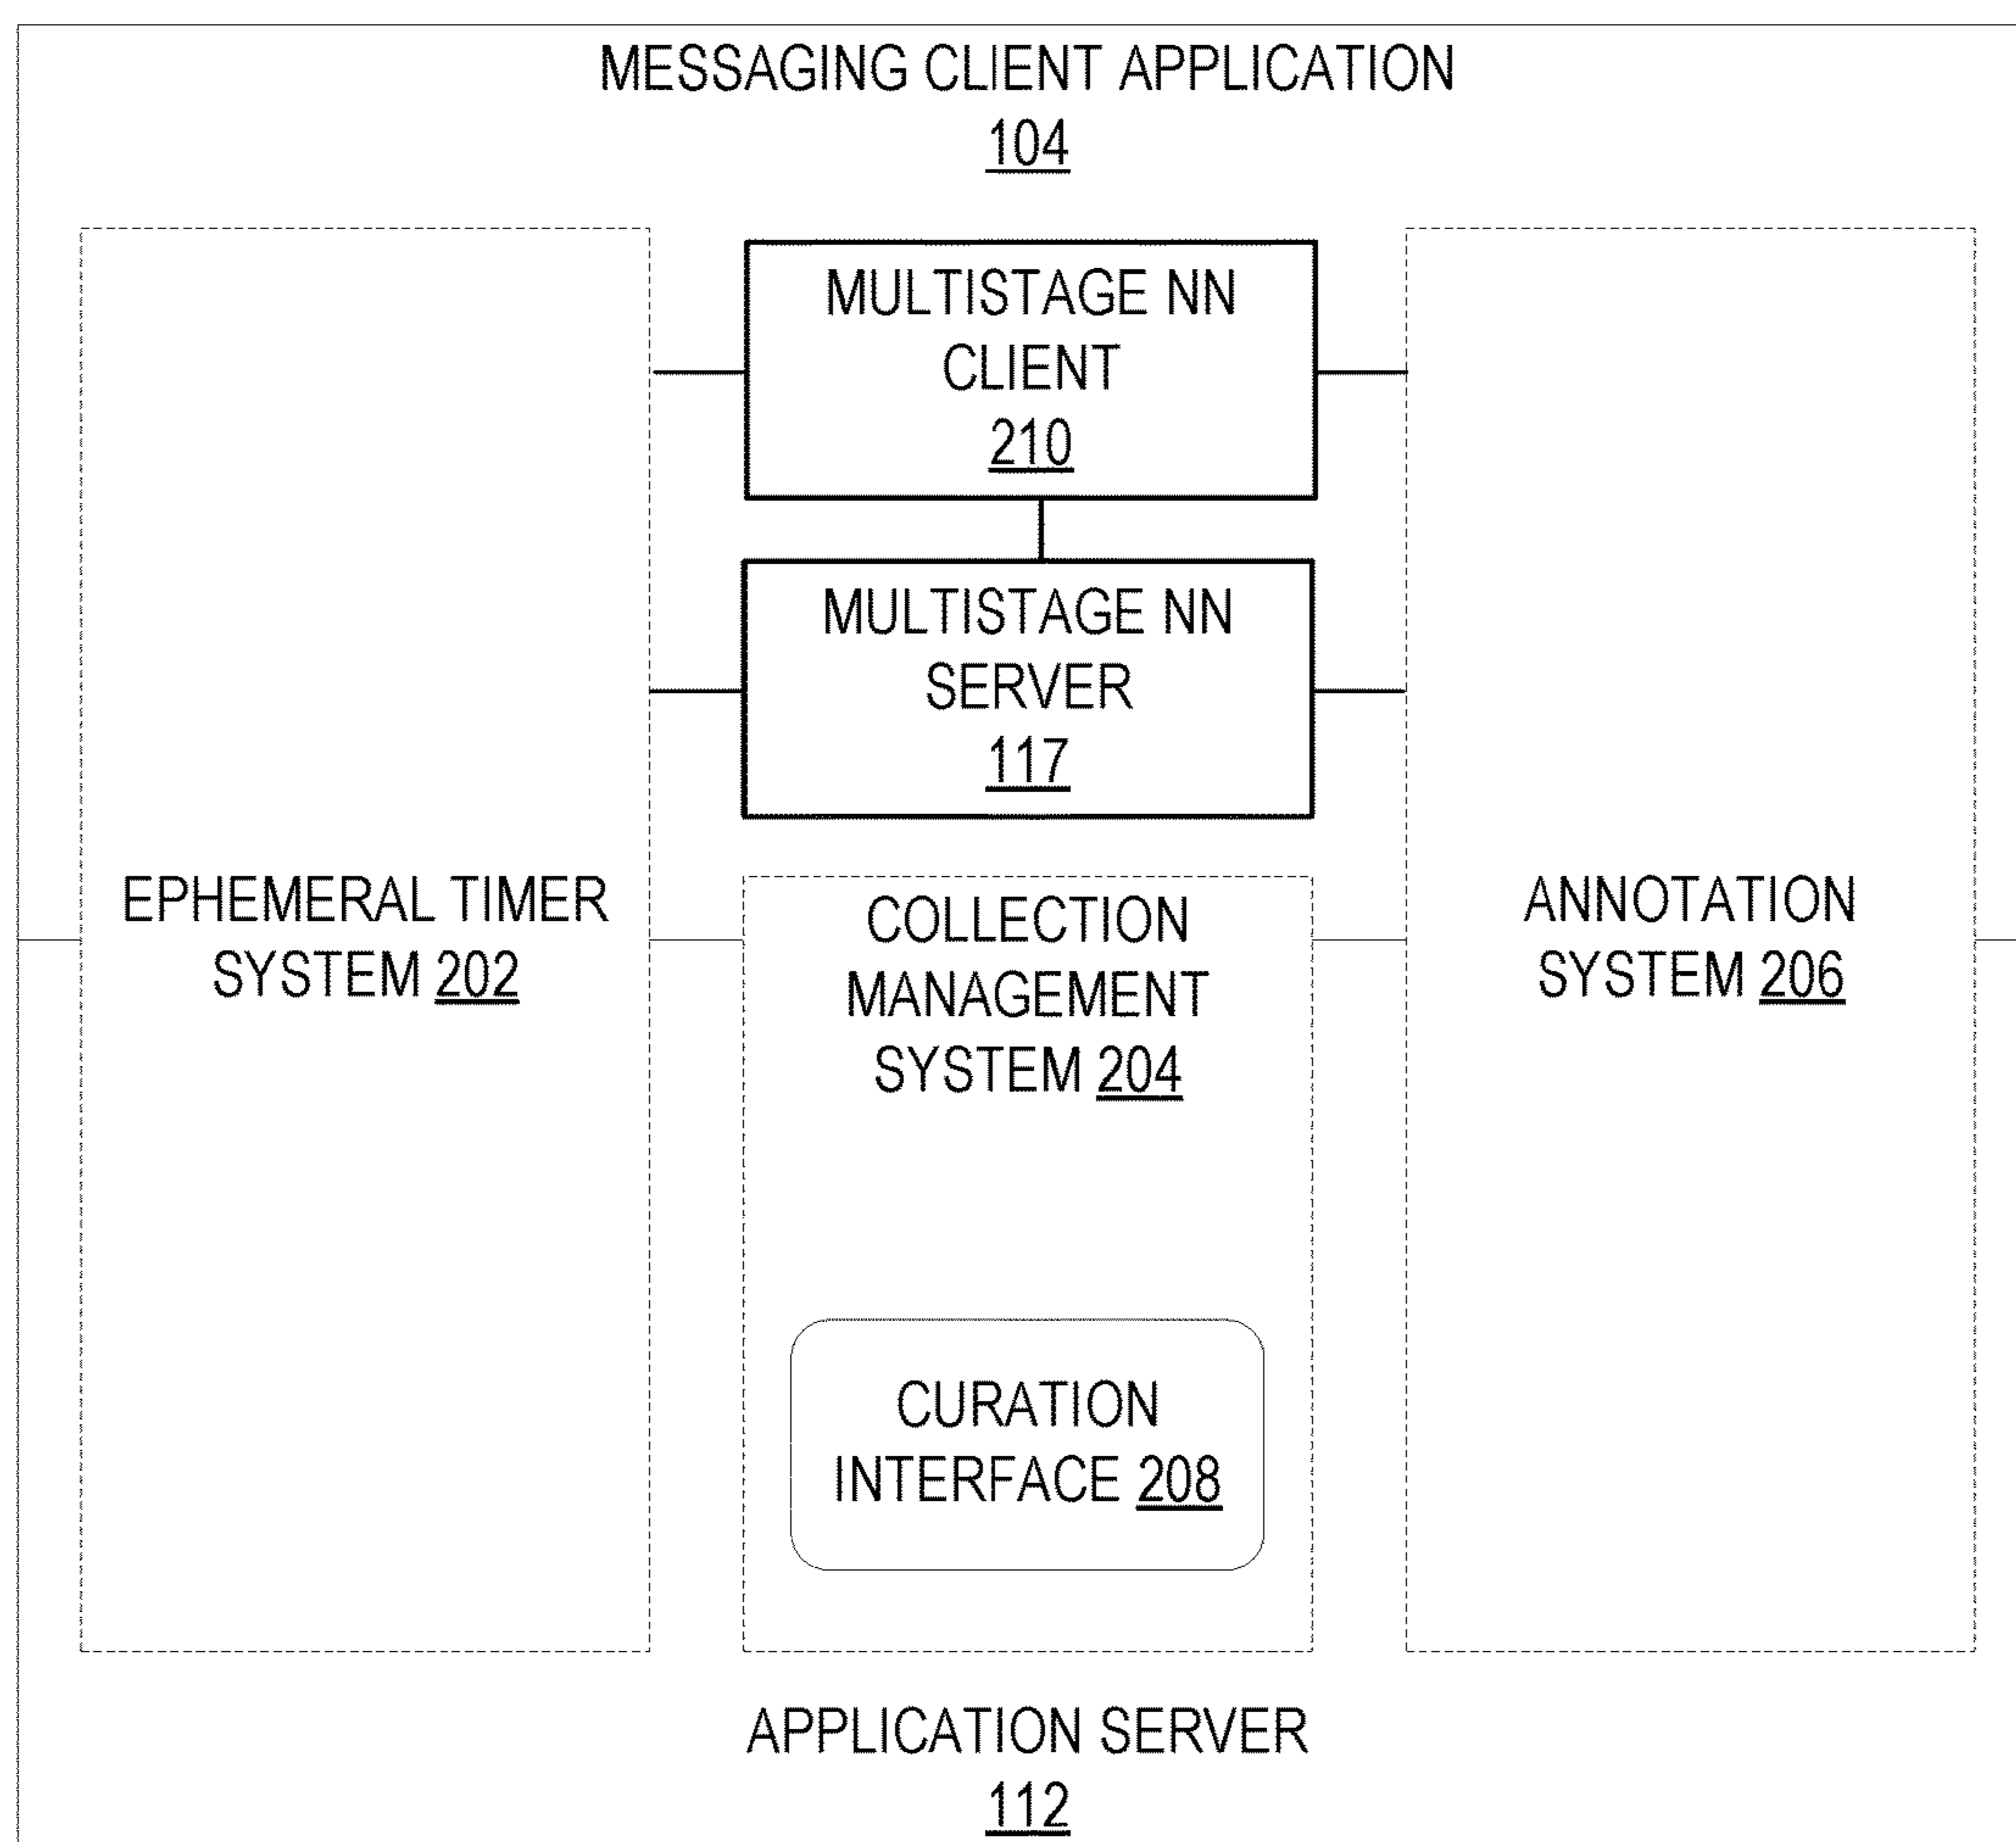 MESSAGING CLIENT APPLICATION
104
MULTISTAGE NN
CLIENT
210
MULTISTAGE NN
SERVER
117
EPHEMERAL TIMER
SYSTEM 202
COLLECTION
MANAGEMENT
SYSTEM 204
ANNOTATION
SYSTEM 206
CURATION
INTERFACE 208
APPLICATION SERVER
112